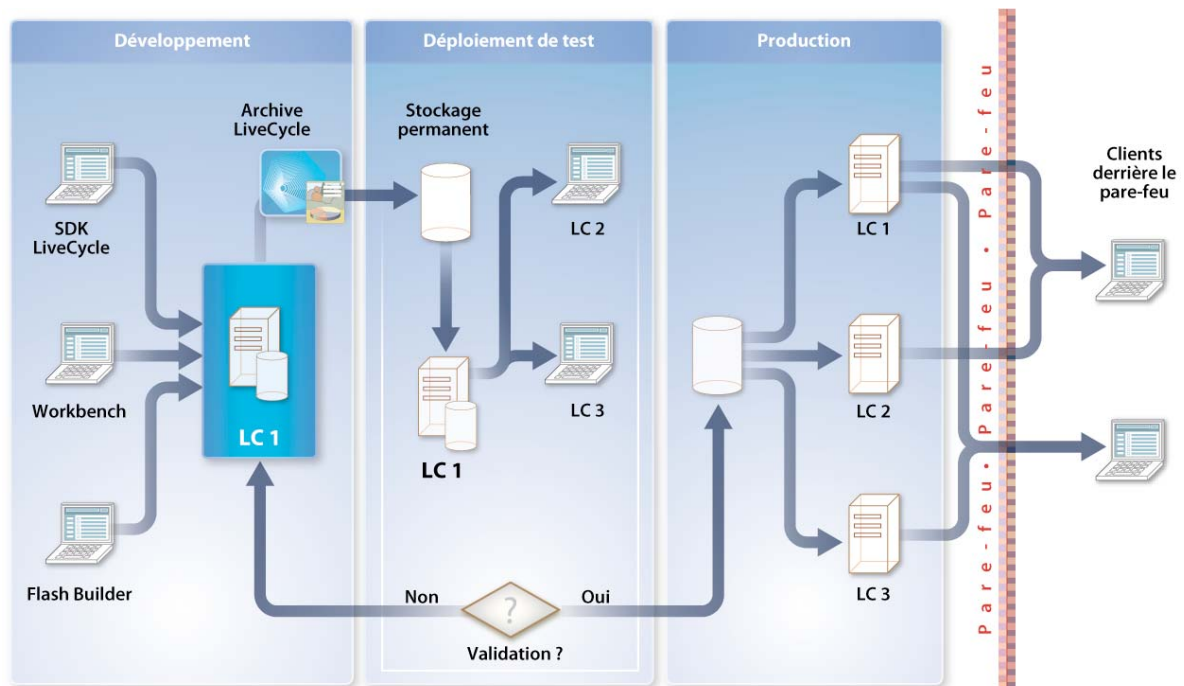 Développement
Déploiement de test
Production
Archive
LiveCycle
Stockage
permanent
SDK
LiveCycle
LC 2
LC 1
Clients
derrière le
pare-feu
Workbench
LC 1
LC 3
LC 1
LC 2
Flash Builder
Non
?
Oui
Validation ?
LC 3
Pare-feu • Pare-feu • Pare-feu • Pare-feu